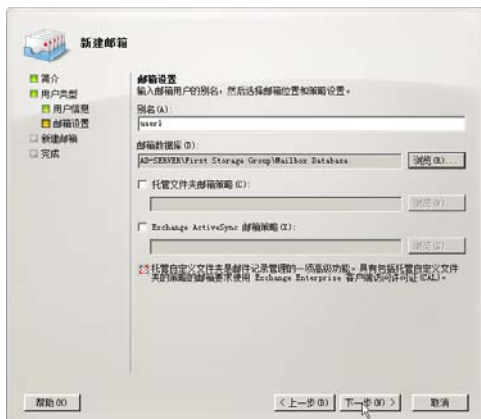 新建邮箱
简介
用户类型
用户信息
邮箱设置
新建邮箱
完成
邮箱设置
输入邮箱用户的别名，然后选择邮箱位置和策略设置。
别名(A):
user1
邮箱数据库(D):
AD-SERVER\First Storage Group\Mailbox Database
浏览(R)...
托管文件夹邮箱策略(C):
浏览(W)...
Exchange ActiveSync 邮箱策略(X):
浏览
托管自定义文件夹是邮件记录管理的一项高级功能。具有包括托管自定义文件
夹的策略的邮箱要求使用 Exchange Enterprise 客户端访问许可证(CAL)。
帮助(H)
<上一步(B)
下一步(N) >
取消